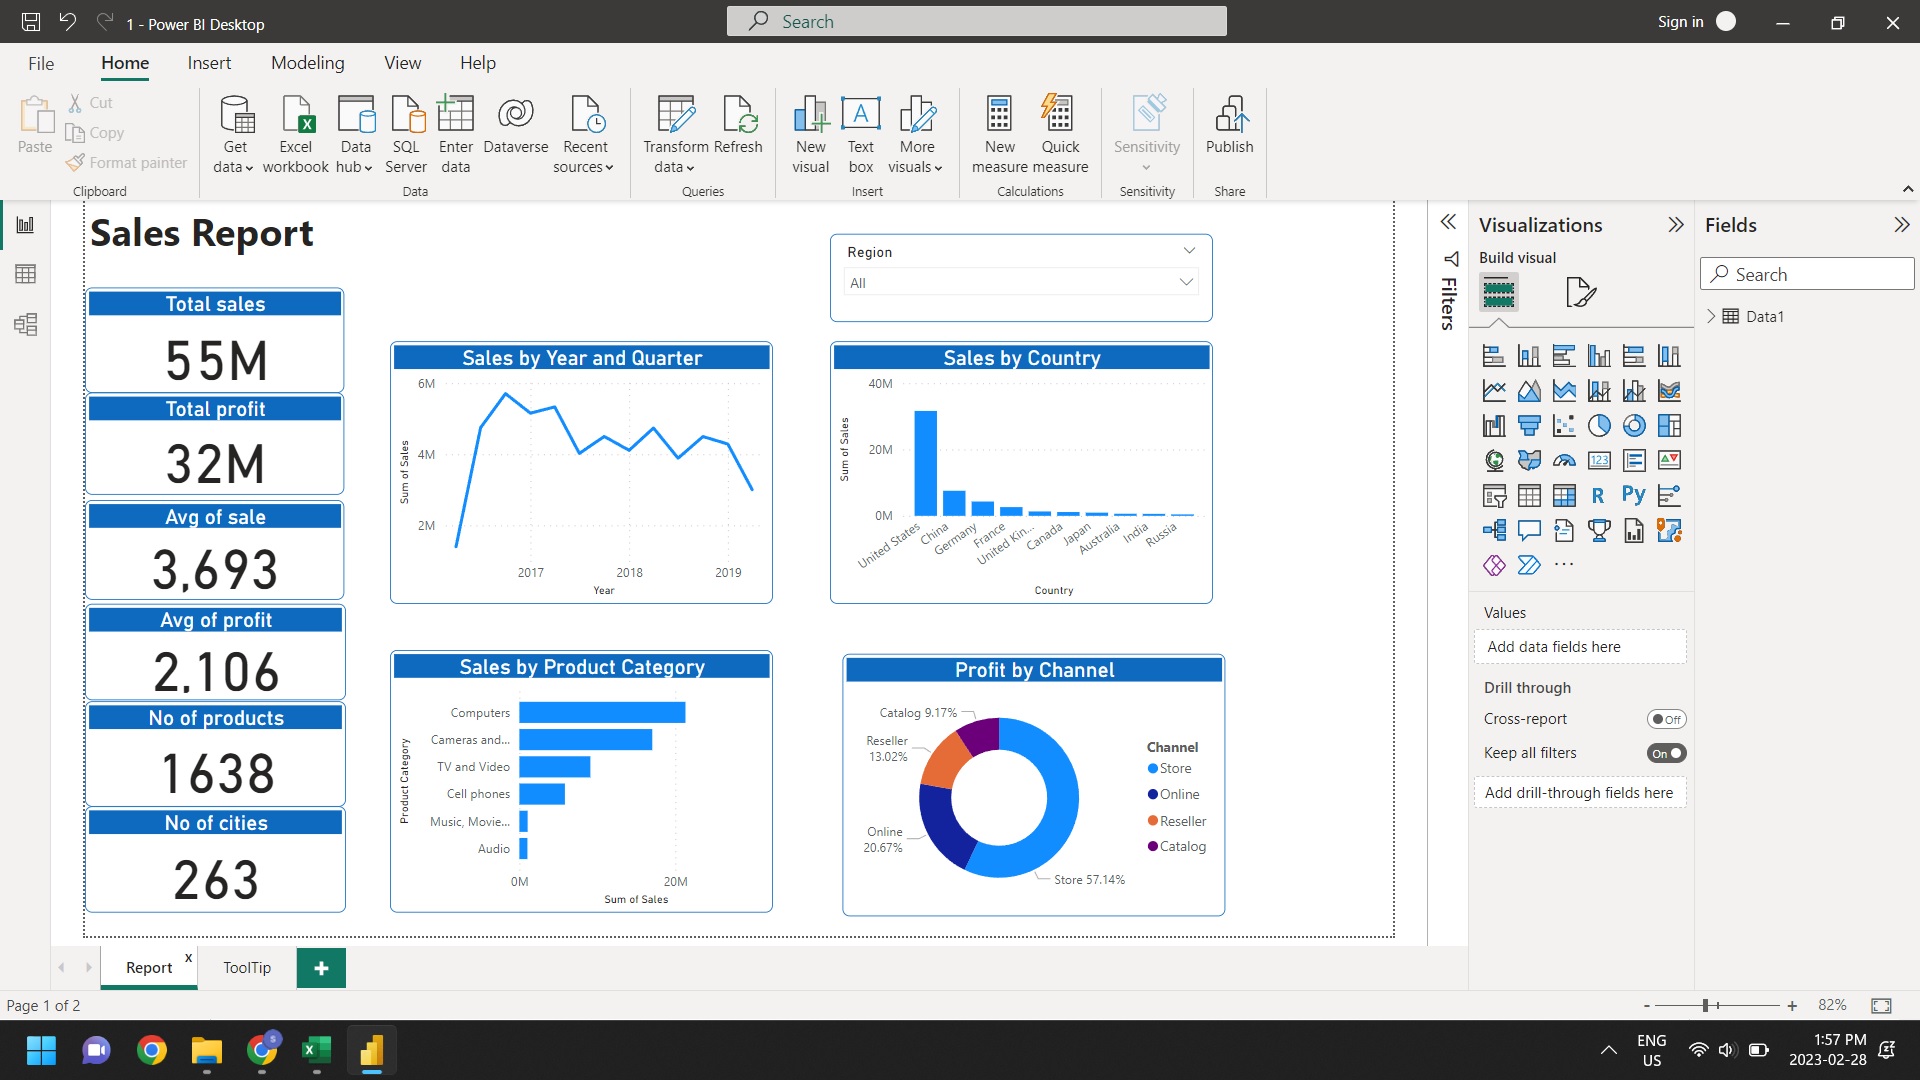 1 - Power BI Desktop
Search
Sign in
File
Home
Insert
Modeling
View
Help
Paste
Cut
Copy
Format painter
Clipboard
Get data
Excel workbook
Data hub
SQL Server
Enter data
Dataverse
Recent sources
Data
Transform data
Refresh
Queries
New visual
Text box
More visuals
Insert
New measure
Quick measure
Calculations
Sensitivity
Sensitivity
Publish
Share
Sales Report
Total sales
55M
Total profit
32M
Avg of sale
3,693
Avg of profit
2,106
No of products
1638
No of cities
263
Region
All
Sales by Year and Quarter
6M
4M
2M
Sum of Sales
2017
2018
2019
Year
Sales by Country
40M
20M
0M
Sum of Sales
United States
China
Germany
France
United Kin...
Canada
Japan
Australia
India
Russia
Country
Sales by Product Category
Product Category
Computers
Cameras and...
TV and Video
Cell phones
Music, Movie...
Audio
0M
20M
Sum of Sales
Profit by Channel
Catalog 9.17%
Reseller
13.02%
Online
20.67%
Store 57.14%
Channel
Store
Online
Reseller
Catalog
Filters
Visualizations
Build visual
123
R
Py
...
Values
Add data fields here
Drill through
Cross-report
Off
Keep all filters
On
Add drill-through fields here
Fields
Search
Data1
Report
x
ToolTip
+
Page 1 of 2
- +
82%
ENG
US
1:57 PM
2023-02-28